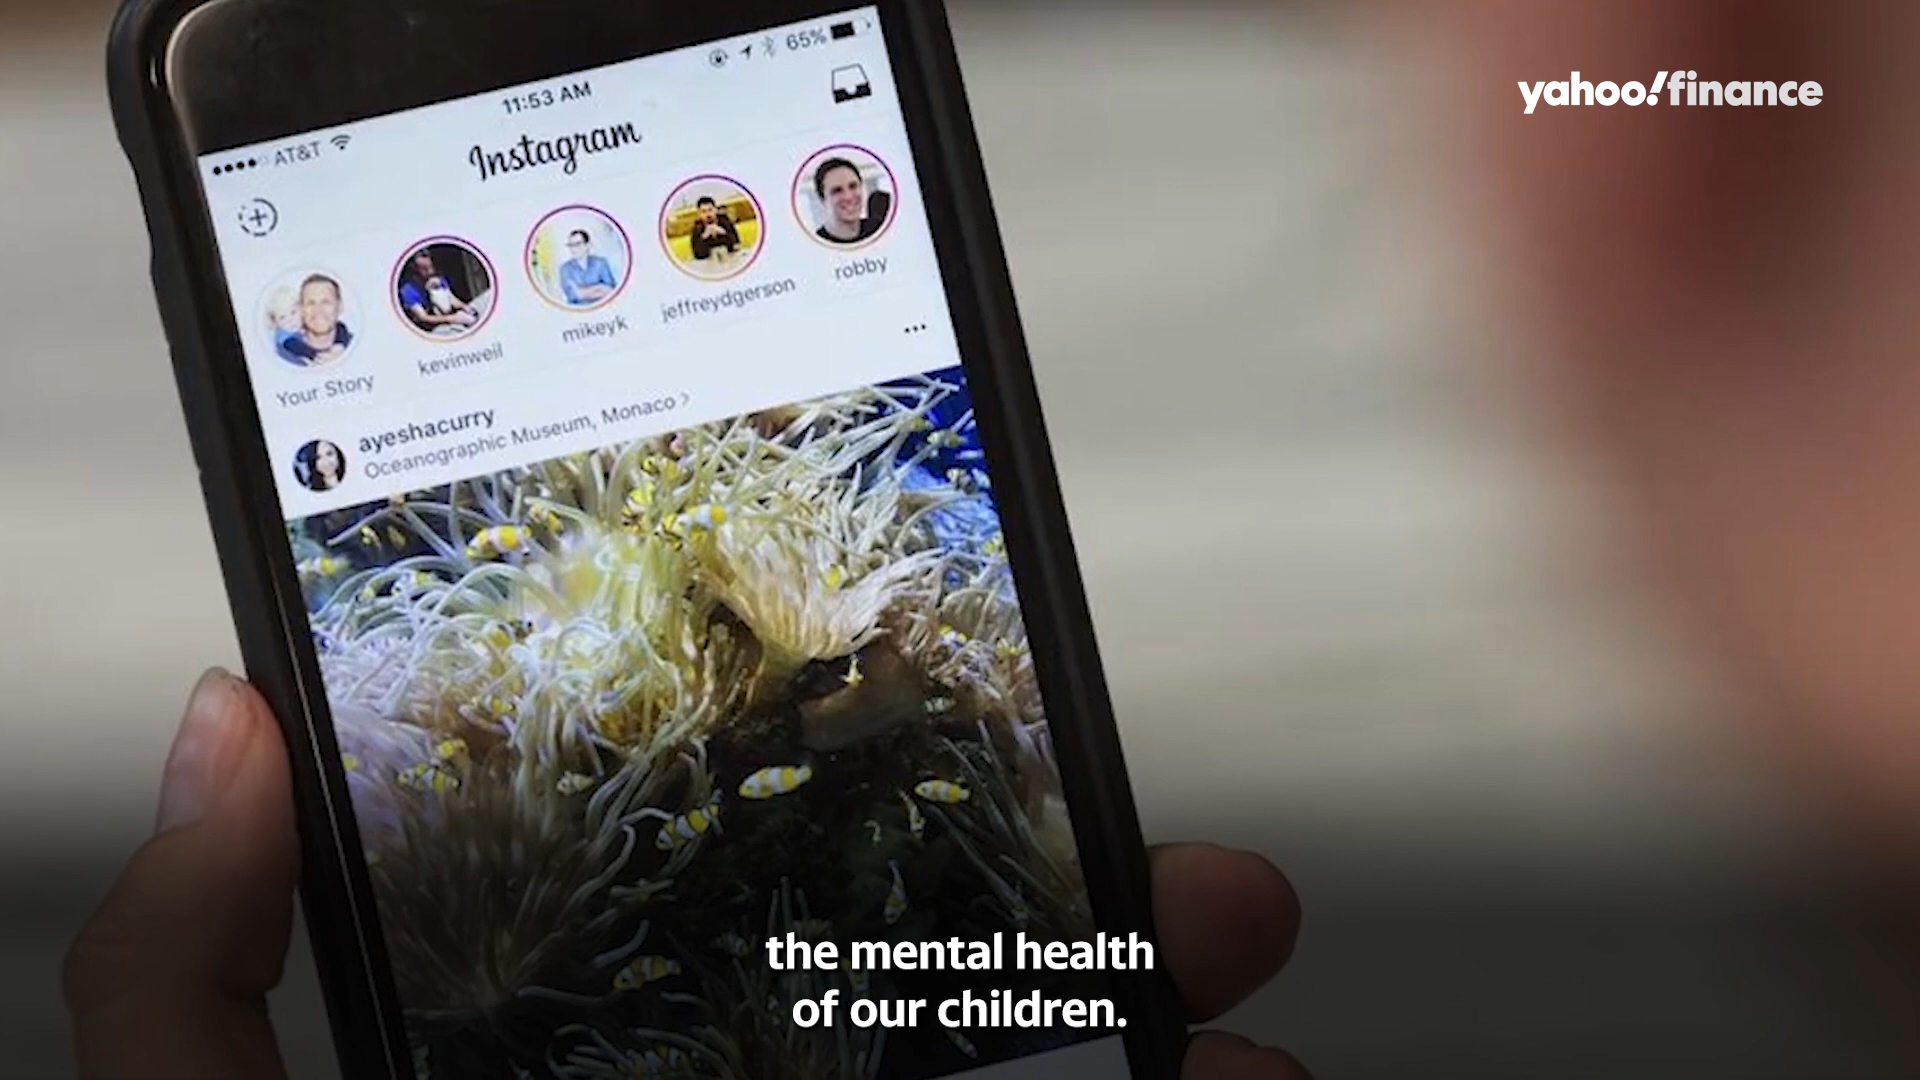 yahoo!finance
65%
11:53 AM
AT&T
Instagram
robby
jeffreydgerson
mikeyk
kevinweil
Your Story
ayeshacurry
Oceanographic Museum, Monaco >
the mental health
of our children.